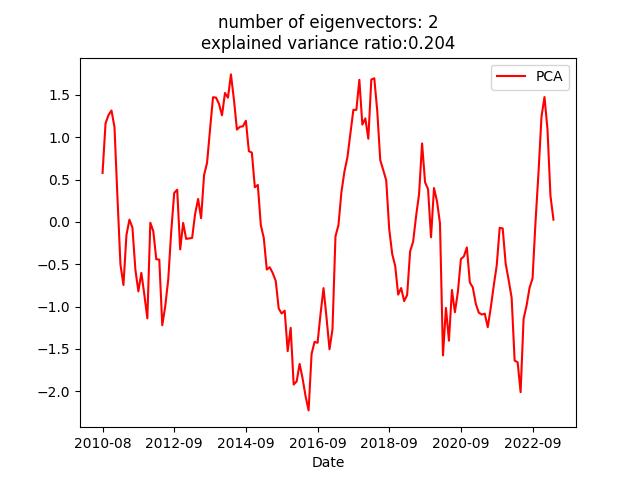 number of eigenvectors: 2
explained variance ratio:0.204
PCA
1.5
1.0
0.5
0.0
−0.5
−1.0
−1.5
−2.0
2010-08 2012-09 2014-09 2016-09 2018-09 2020-09 2022-09
Date